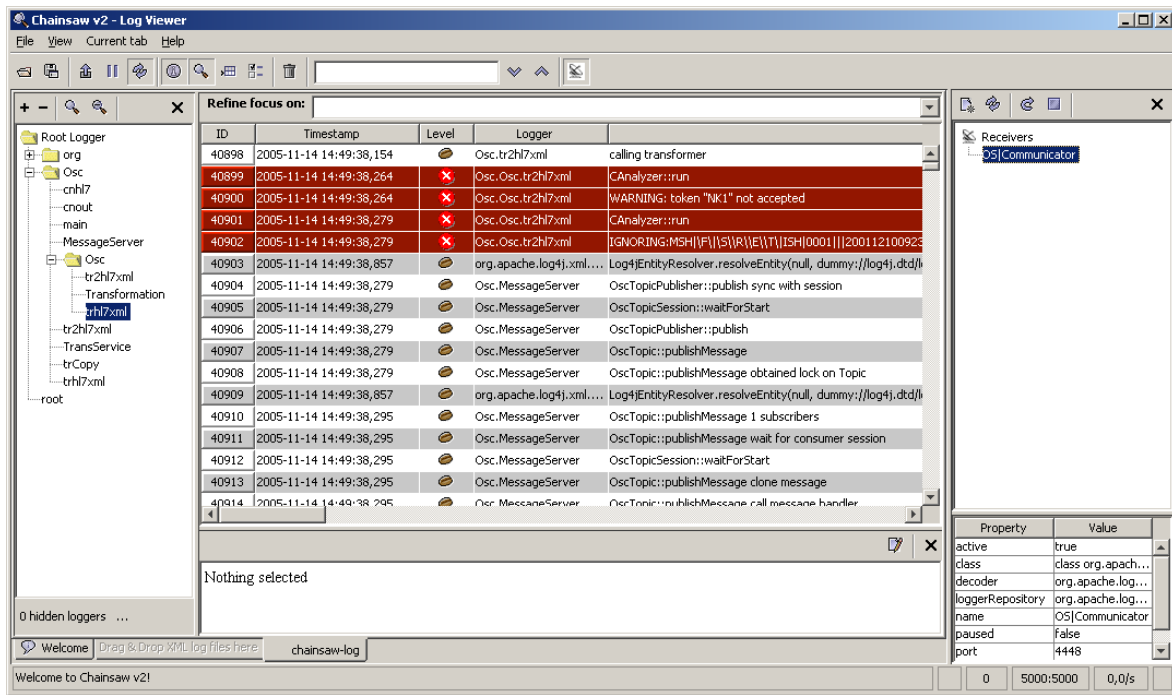 Chainsaw v2 - Log Viewer
File View Current tab Help
Refine focus on:
Root Logger
org
Osc
cnhl7
cnout
main
MessageServer
Osc
tr2hl7xml
Transformation
trhl7xml
tr2hl7xml
TransService
trCopy
trhl7xml
root
0 hidden loggers ...
ID Timestamp Level Logger
40898 2005-11-14 14:49:38,154 Osc.tr2hl7xml calling transformer
40899 2005-11-14 14:49:38,264 Osc.Osc.tr2hl7xml CAnalyzer::run
40900 2005-11-14 14:49:38,264 Osc.Osc.tr2hl7xml WARNING: token "NK1" not accepted
40901 2005-11-14 14:49:38,279 Osc.Osc.tr2hl7xml CAnalyzer::run
40902 2005-11-14 14:49:38,279 Osc.Osc.tr2hl7xml IGNORING:MSH|\F\|\S\\R\\E\\T\|ISH|0001|||200112100923
40903 2005-11-14 14:49:38,857 org.apache.log4j.xml.... Log4jEntityResolver.resolveEntity(null, dummy://log4j.dtd/l
40904 2005-11-14 14:49:38,279 Osc.MessageServer OscTopicPublisher::publish sync with session
40905 2005-11-14 14:49:38,279 Osc.MessageServer OscTopicSession::waitForStart
40906 2005-11-14 14:49:38,279 Osc.MessageServer OscTopicPublisher::publish
40907 2005-11-14 14:49:38,279 Osc.MessageServer OscTopic::publishMessage
40908 2005-11-14 14:49:38,279 Osc.MessageServer OscTopic::publishMessage obtained lock on Topic
40909 2005-11-14 14:49:38,857 org.apache.log4j.xml.... Log4jEntityResolver.resolveEntity(null, dummy://log4j.dtd/l
40910 2005-11-14 14:49:38,295 Osc.MessageServer OscTopic::publishMessage 1 subscribers
40911 2005-11-14 14:49:38,295 Osc.MessageServer OscTopic::publishMessage wait for consumer session
40912 2005-11-14 14:49:38,295 Osc.MessageServer OscTopicSession::waitForStart
40913 2005-11-14 14:49:38,295 Osc.MessageServer OscTopic::publishMessage clone message
40914 2005-11-14 14:49:38,295 Osc.MessageServer OscTopic::publishMessage call message handler
Nothing selected
Receivers
OS|Communicator
Property Value
active true
class class org.apach...
decoder org.apache.log...
loggerRepository org.apache.log...
name OS|Communicator
paused false
port 4448
Welcome Drag & Drop XML log files here chainsaw-log
Welcome to Chainsaw v2! 0 5000:5000 0,0/s